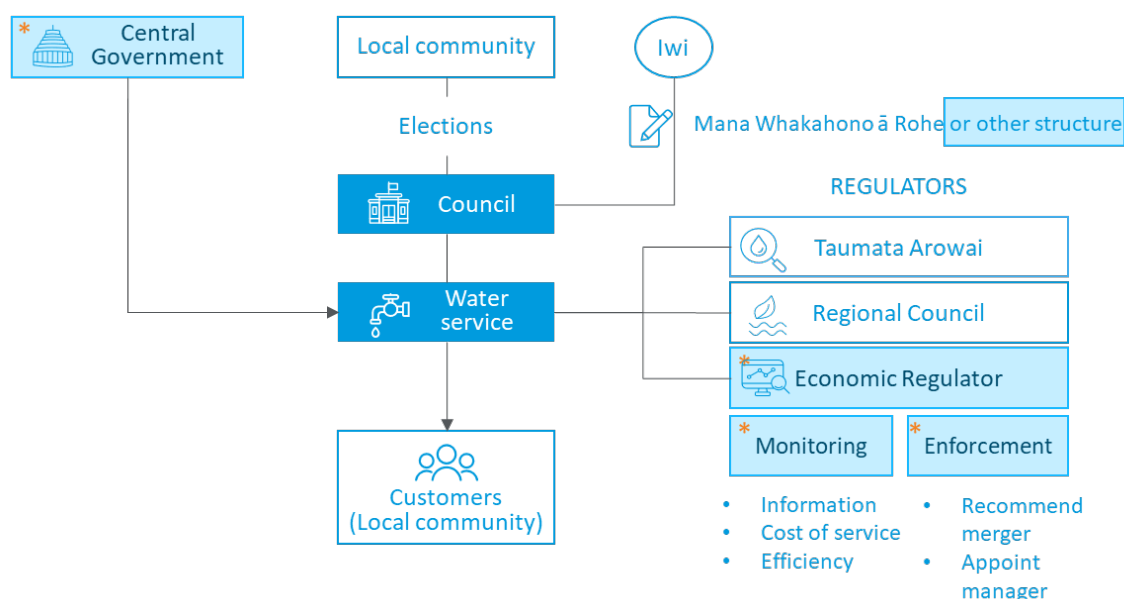 * Central
Government
Local community
Iwi
Elections
Mana Whakahono ā Rohe or other structure
Council
Water
service
Customers
(Local community)
REGULATORS
Taumata Arowai
Regional Council
* Economic Regulator
* Monitoring
• Information
• Cost of service
• Efficiency
* Enforcement
• Recommend
merger
• Appoint
manager